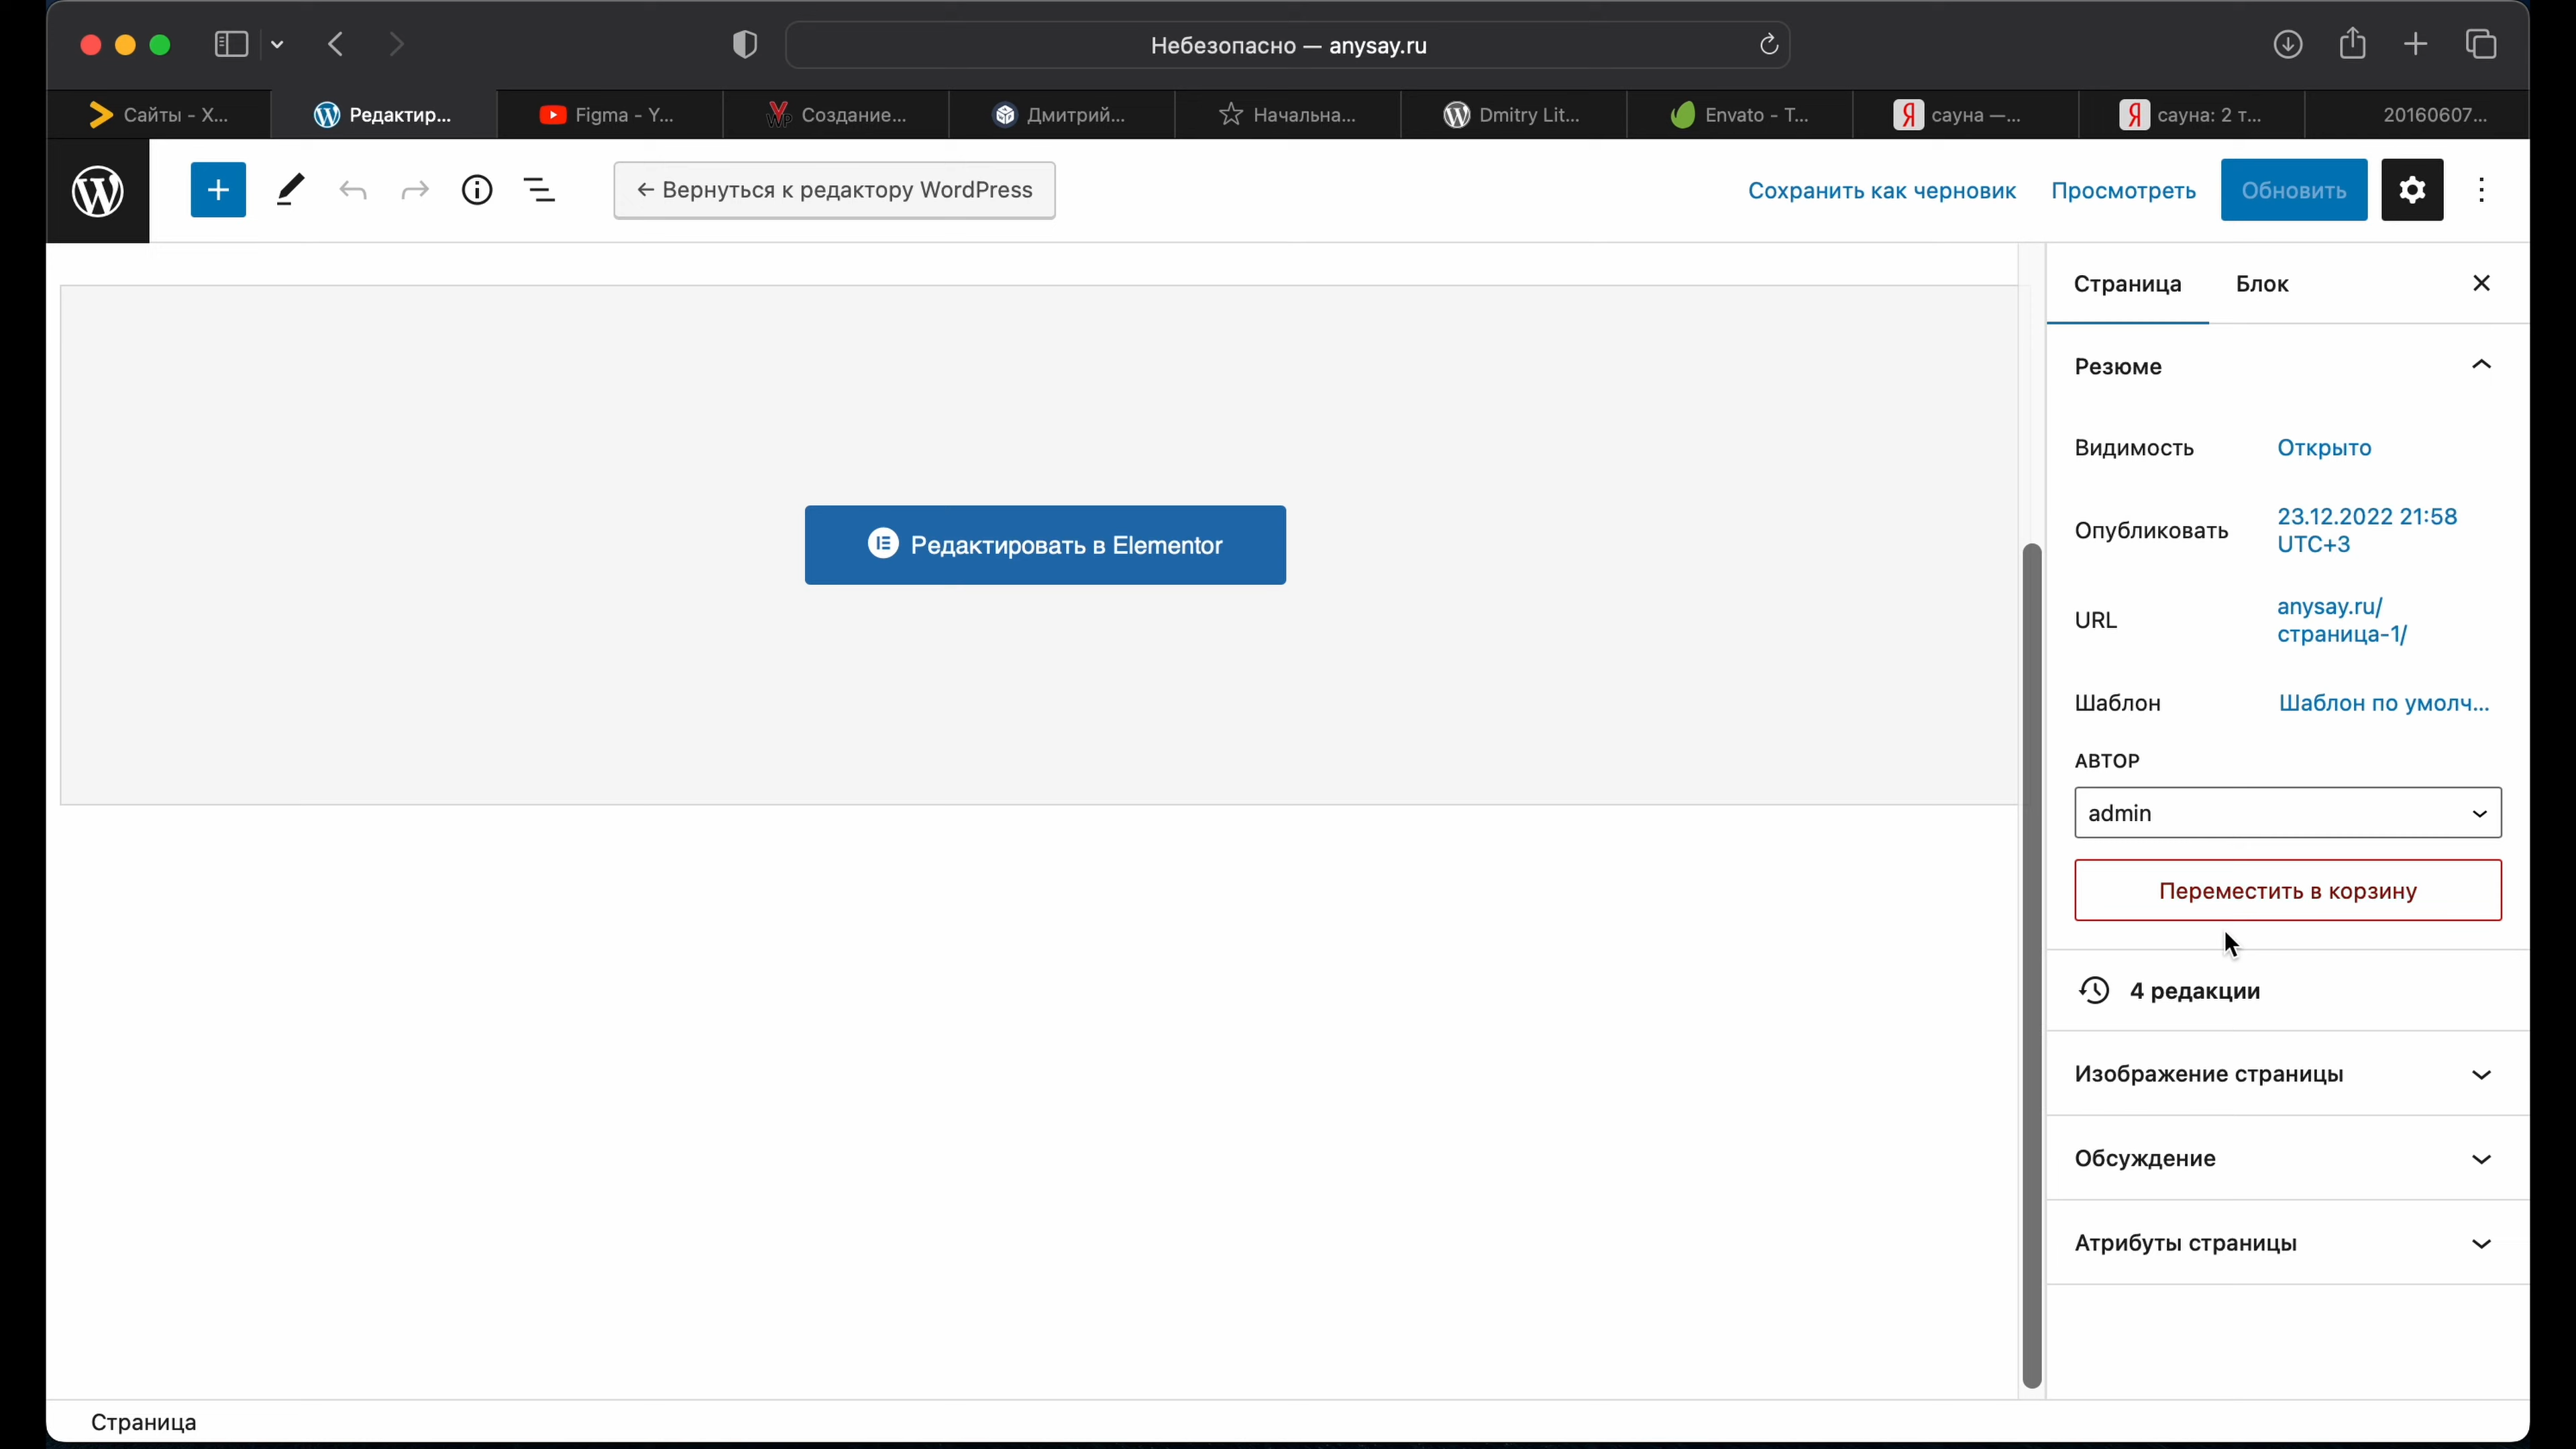 Небезопасно — anysay.ru
Сайты - X...
Редактир...
Figma - Y...
Создание...
Дмитрий...
Начальна...
Dmitry Lit...
Envato - T...
сауна —...
сауна: 2 т...
20160607...
← Вернуться к редактору WordPress
Сохранить как черновик
Просмотреть
Обновить
Страница
Блок
Резюме
Видимость
Открыто
Опубликовать
23.12.2022 21:58
UTC+3
URL
anysay.ru/
страница-1/
Шаблон
Шаблон по умолч...
АВТОР
admin
Переместить в корзину
4 редакции
Изображение страницы
Обсуждение
Атрибуты страницы
Редактировать в Elementor
Страница